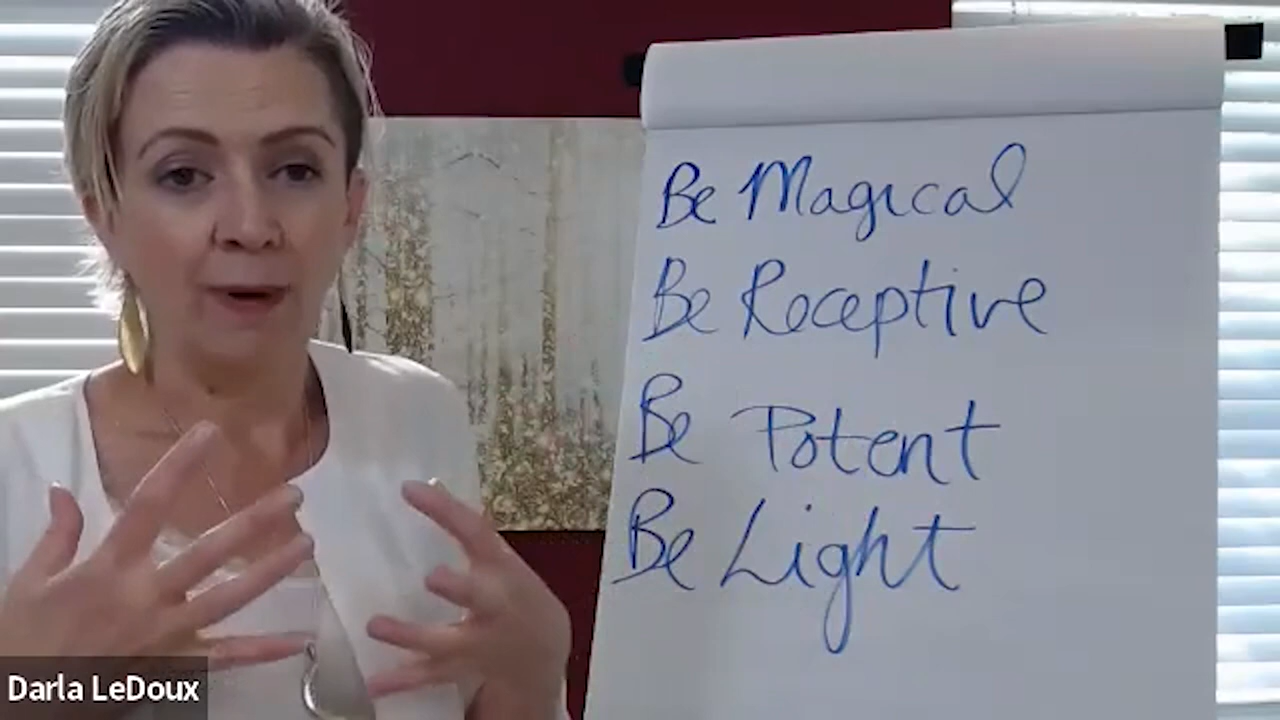 Be Magical
Be Receptive
Be Potent
Be Light
Darla LeDoux